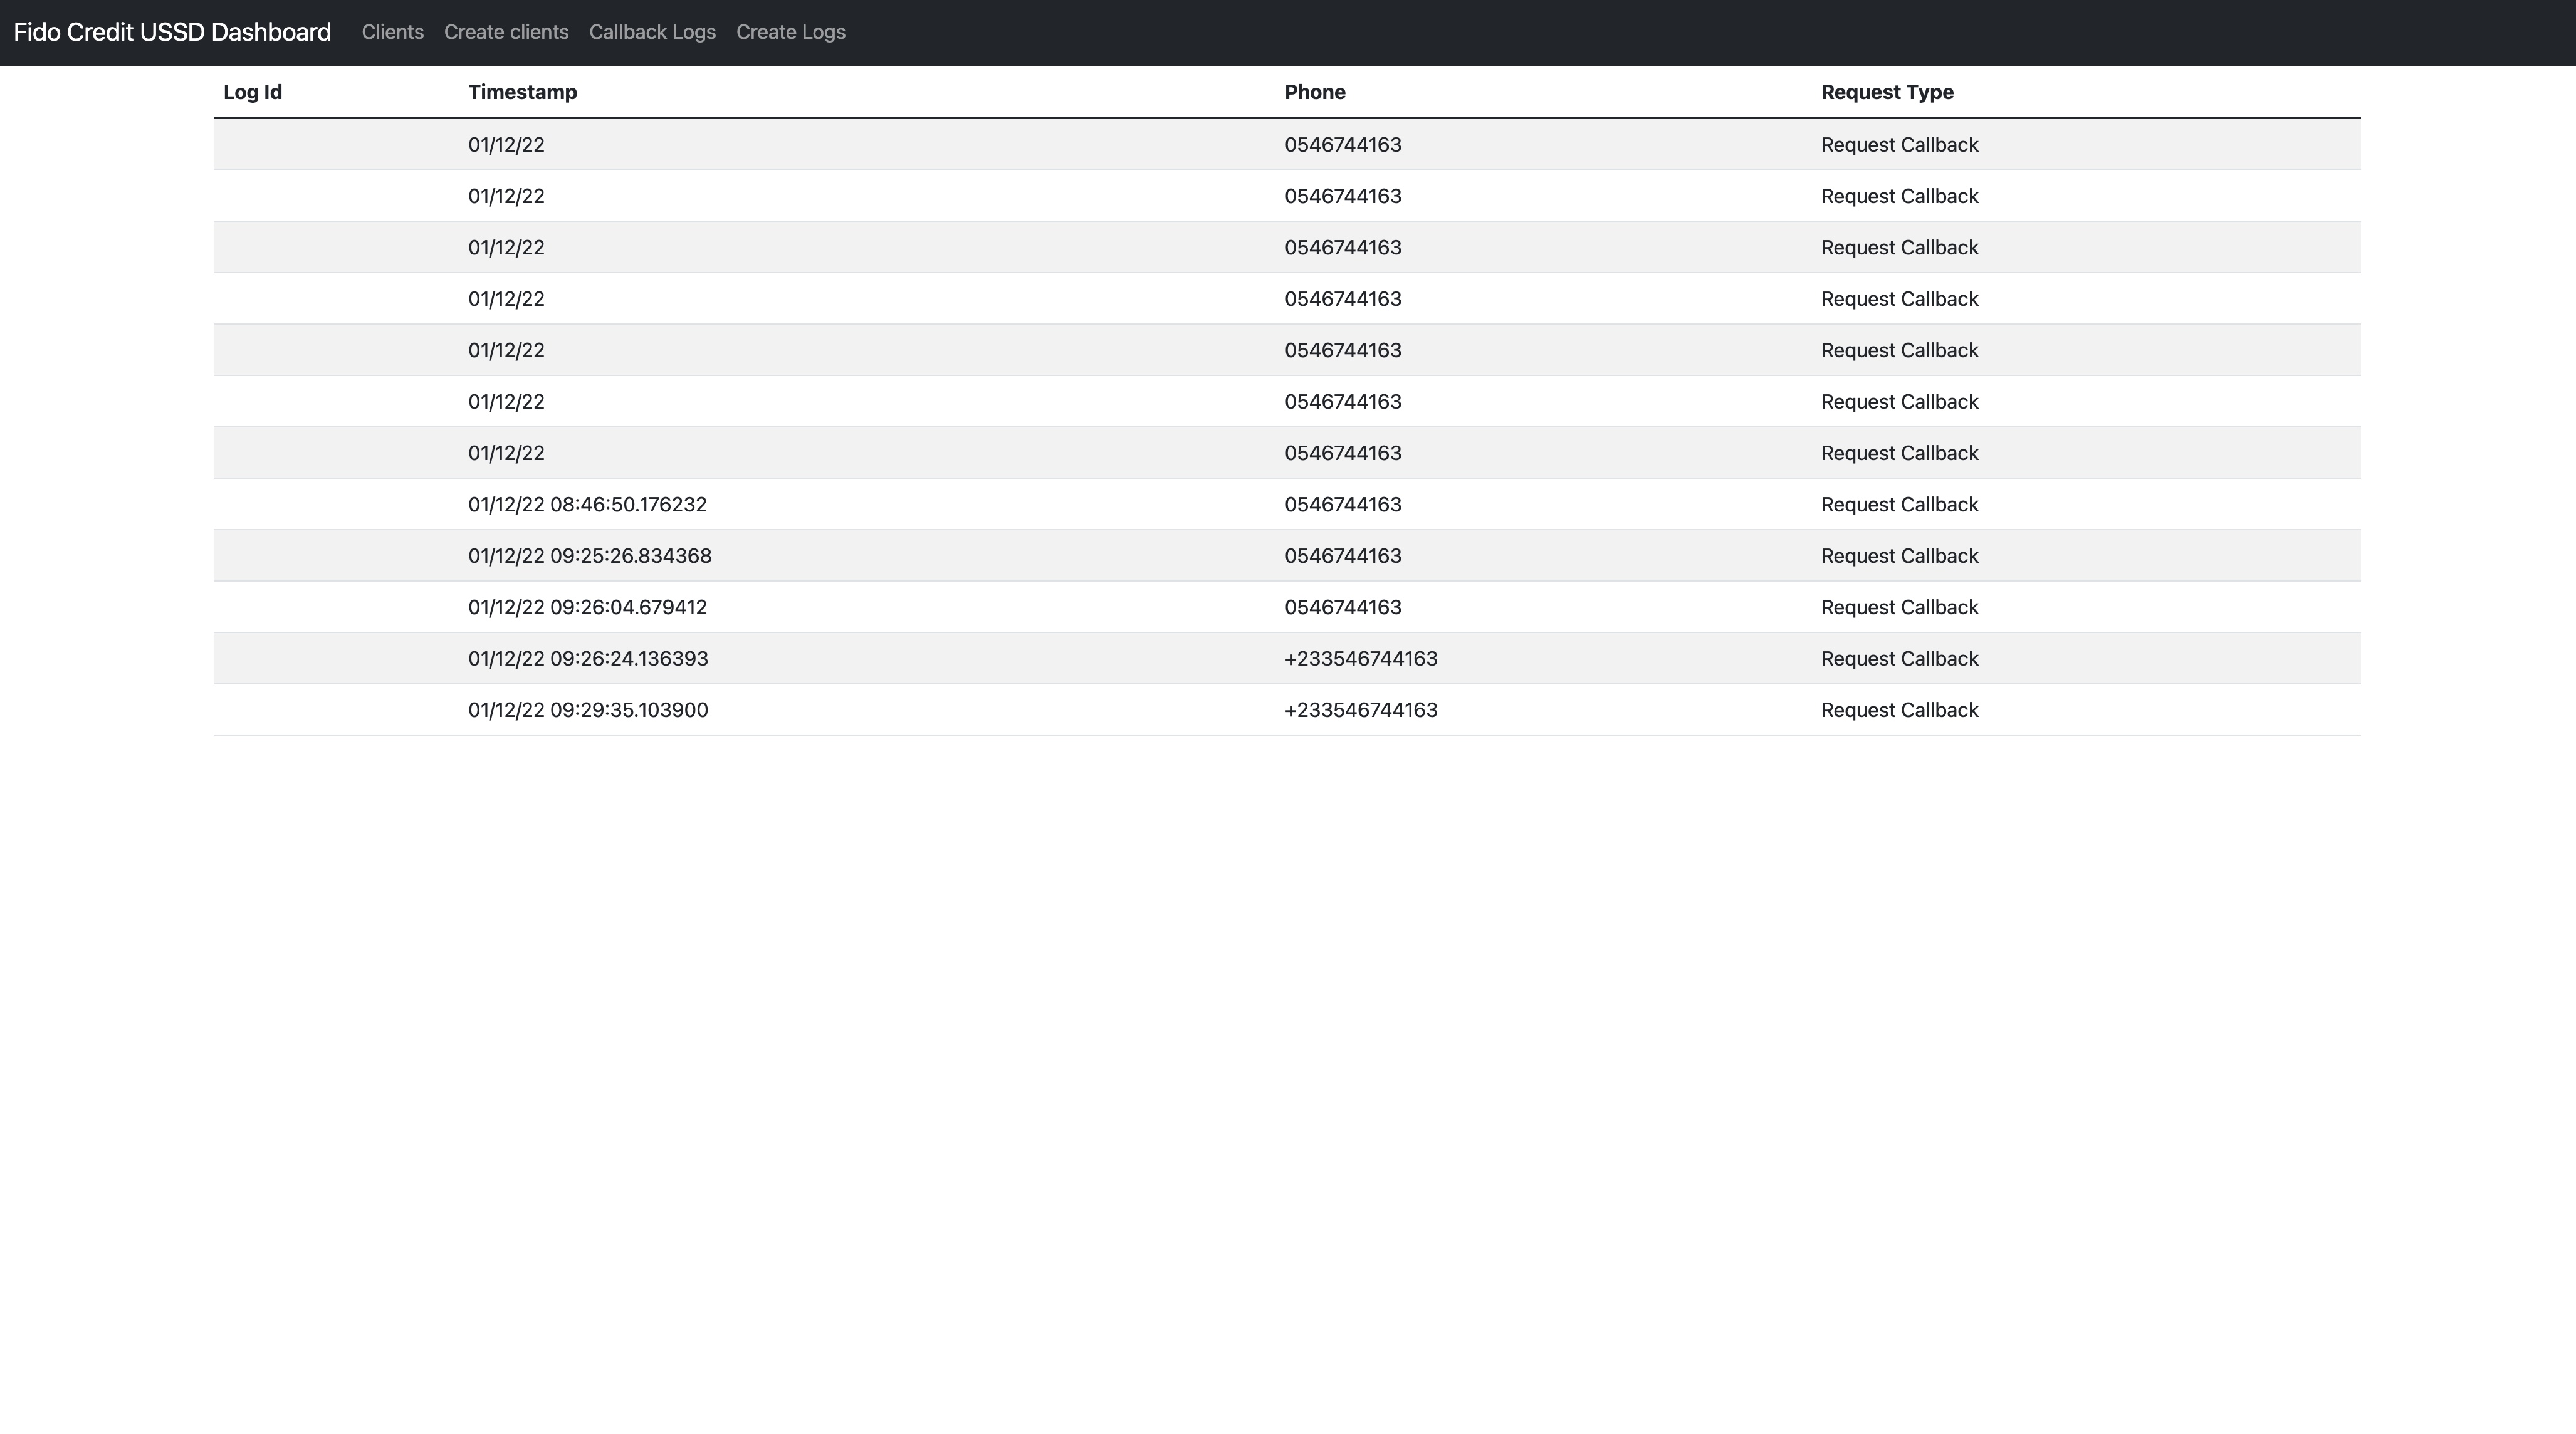 Fido Credit USSD Dashboard Clients Create clients Callback Logs Create Logs
Log Id Timestamp Phone Request Type
01/12/22 0546744163 Request Callback
01/12/22 0546744163 Request Callback
01/12/22 0546744163 Request Callback
01/12/22 0546744163 Request Callback
01/12/22 0546744163 Request Callback
01/12/22 0546744163 Request Callback
01/12/22 0546744163 Request Callback
01/12/22 08:46:50.176232 0546744163 Request Callback
01/12/22 09:25:26.834368 0546744163 Request Callback
01/12/22 09:26:04.679412 0546744163 Request Callback
01/12/22 09:26:24.136393 +233546744163 Request Callback
01/12/22 09:29:35.103900 +233546744163 Request Callback